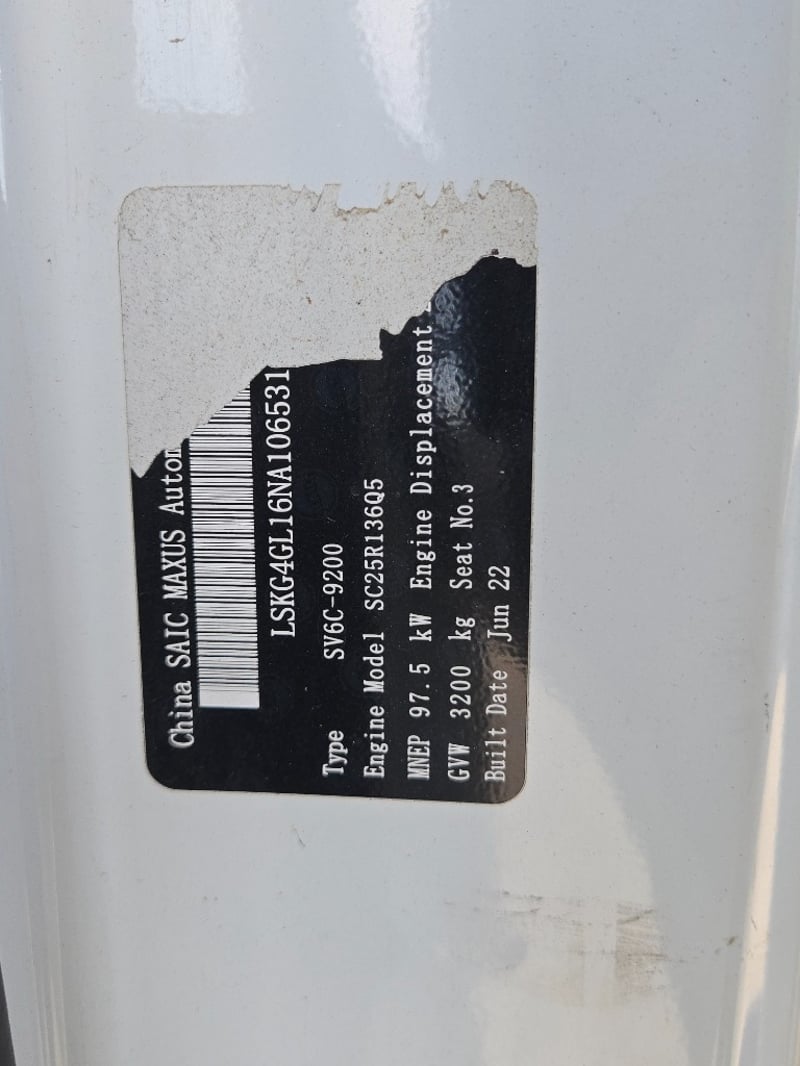 China SAIC MAXUS Autom
LSKG4GL16NA106531
Type SV6C-9200
Engine Model SC25R136Q5
MNEP 97.5 kW Engine Displacement
GVW 3200 kg Seat No.3
Built Date Jun 22